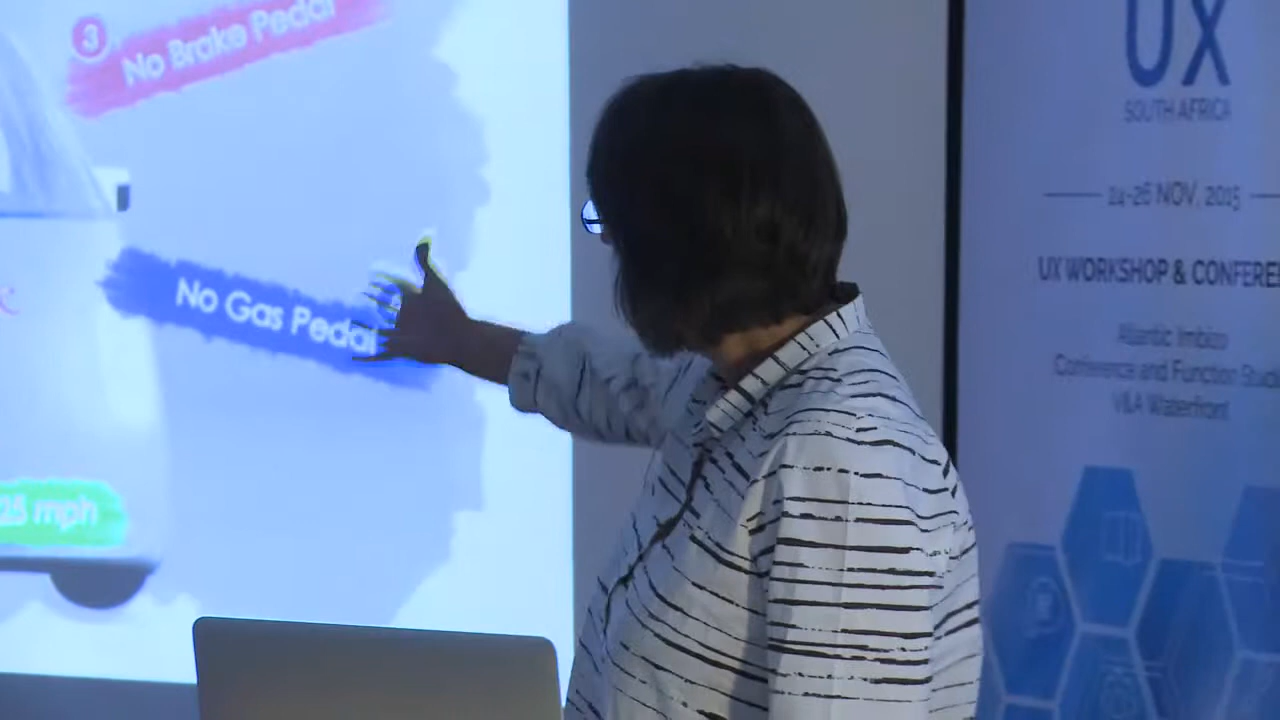 3
No Brake Pedal
No Gas Pedal
25 mph
UX
SOUTH AFRICA
24-26 NOV, 2015
UX WORKSHOP & CONFERE
Atlantic Imbizo
Conference and Function Studi
V&A Waterfront